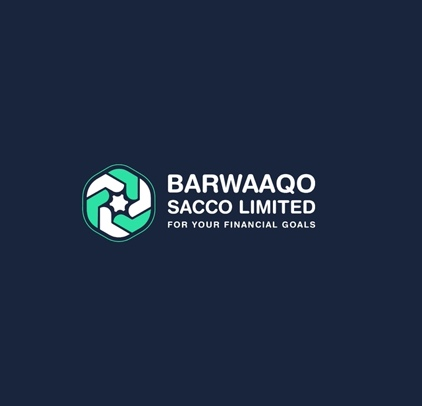 BARWAAQO
SACCO LIMITED
FOR YOUR FINANCIAL GOALS